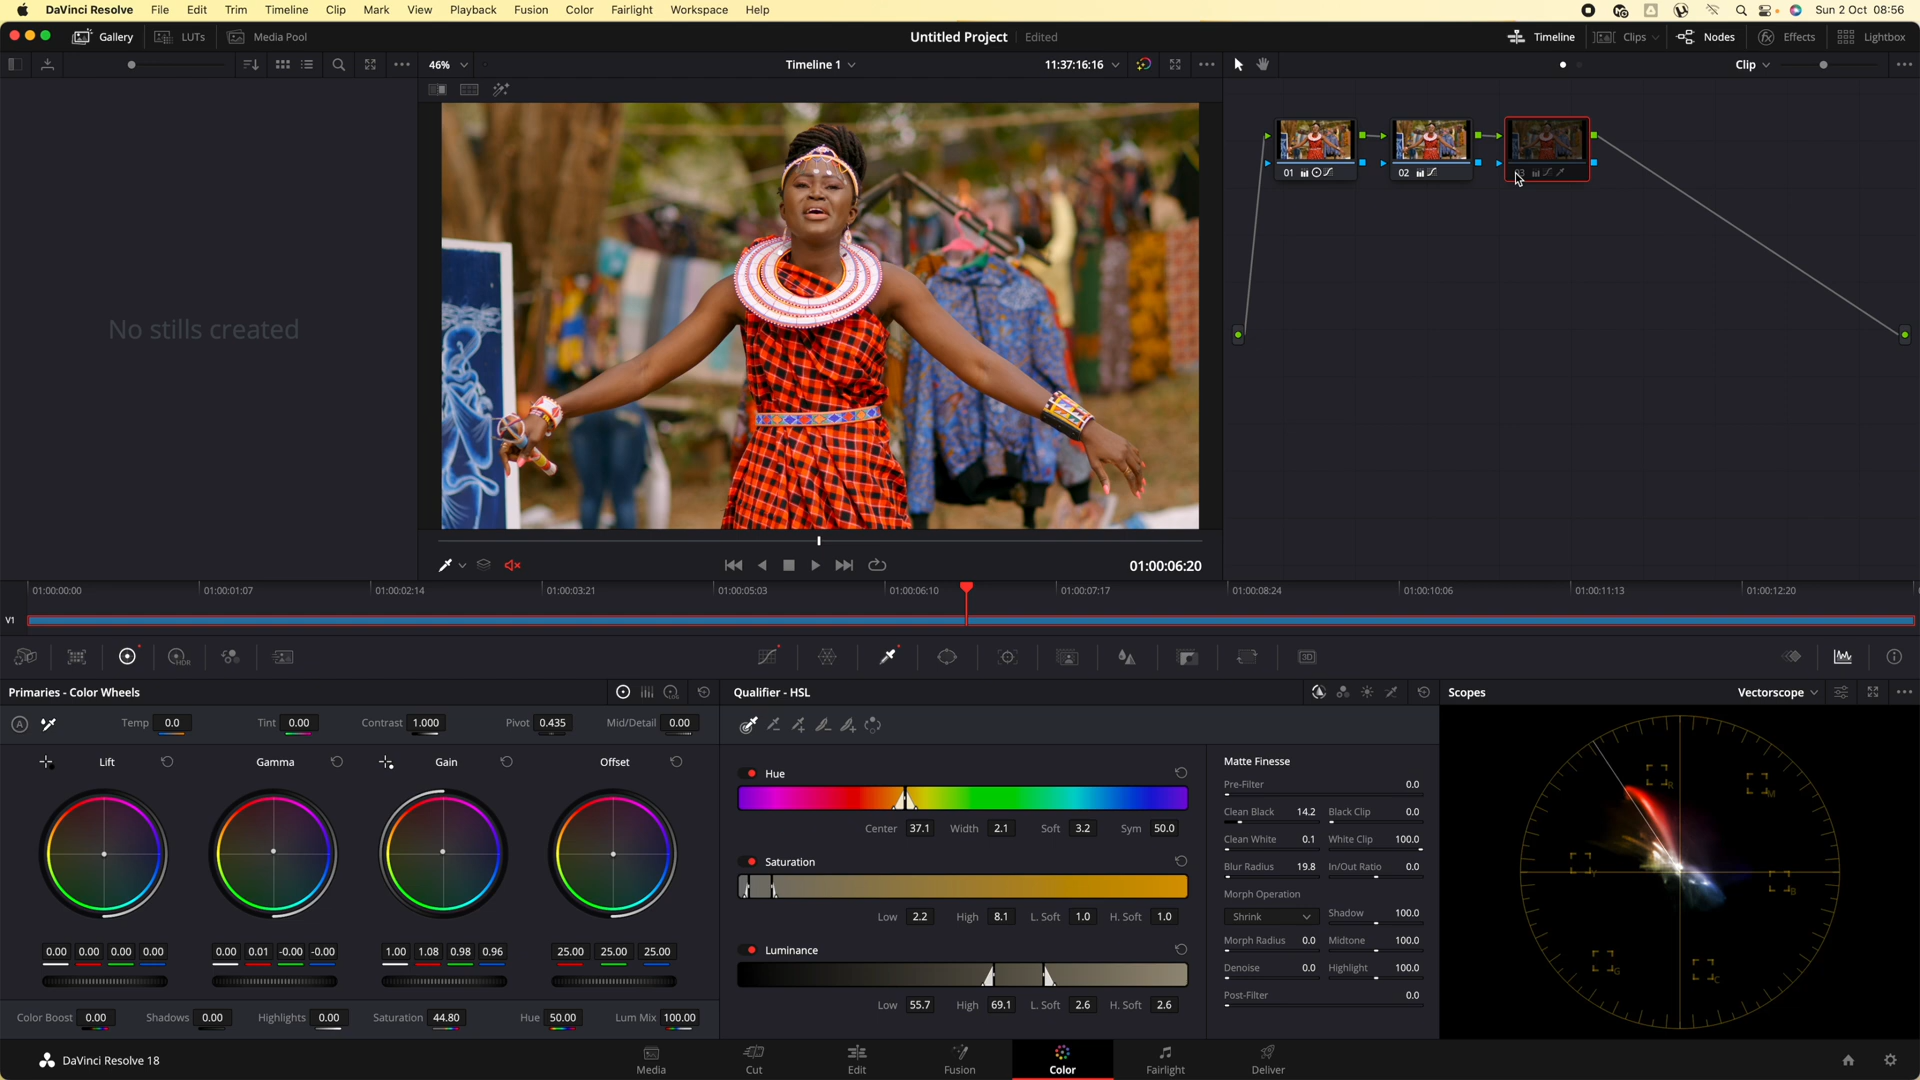 DaVinci Resolve File Edit Trim Timeline Clip Mark View Playback Fusion Color Fairlight Workspace Help Sun 2 Oct 08:56
Gallery LUTs Media Pool Untitled Project Edited Timeline Clips Nodes Effects Lightbox
46% Timeline 1 11:37:16:16 Clip
01 02 03
No stills created
01:00:06:20
01:00:00:00 01:00:01:07 01:00:02:14 01:00:03:21 01:00:05:03 01:00:06:10 01:00:07:17 01:00:08:24 01:00:10:06 01:00:11:13 01:00:12:20
V1
HDR 3D
Primaries - Color Wheels LOG Qualifier - HSL Scopes Vectorscope
A Temp 0.0 Tint 0.00 Contrast 1.000 Pivot 0.435 Mid/Detail 0.00
Lift Gamma Gain Offset
Hue
Center 37.1 Width 2.1 Soft 3.2 Sym 50.0
Saturation
Low 2.2 High 8.1 L. Soft 1.0 H. Soft 1.0
Luminance
Low 55.7 High 69.1 L. Soft 2.6 H. Soft 2.6
Matte Finesse
Pre-Filter 0.0
Clean Black 14.2 Black Clip 0.0
Clean White 0.1 White Clip 100.0
Blur Radius 19.8 In/Out Ratio 0.0
Morph Operation
Shrink Shadow 100.0
Morph Radius 0.0 Midtone 100.0
Denoise 0.0 Highlight 100.0
Post-Filter 0.0
R M Y B G C
0.00 0.00 0.00 0.00 0.00 0.01 -0.00 -0.00 1.00 1.08 0.98 0.96 25.00 25.00 25.00
Color Boost 0.00 Shadows 0.00 Highlights 0.00 Saturation 44.80 Hue 50.00 Lum Mix 100.00
DaVinci Resolve 18 Media Cut Edit Fusion Color Fairlight Deliver